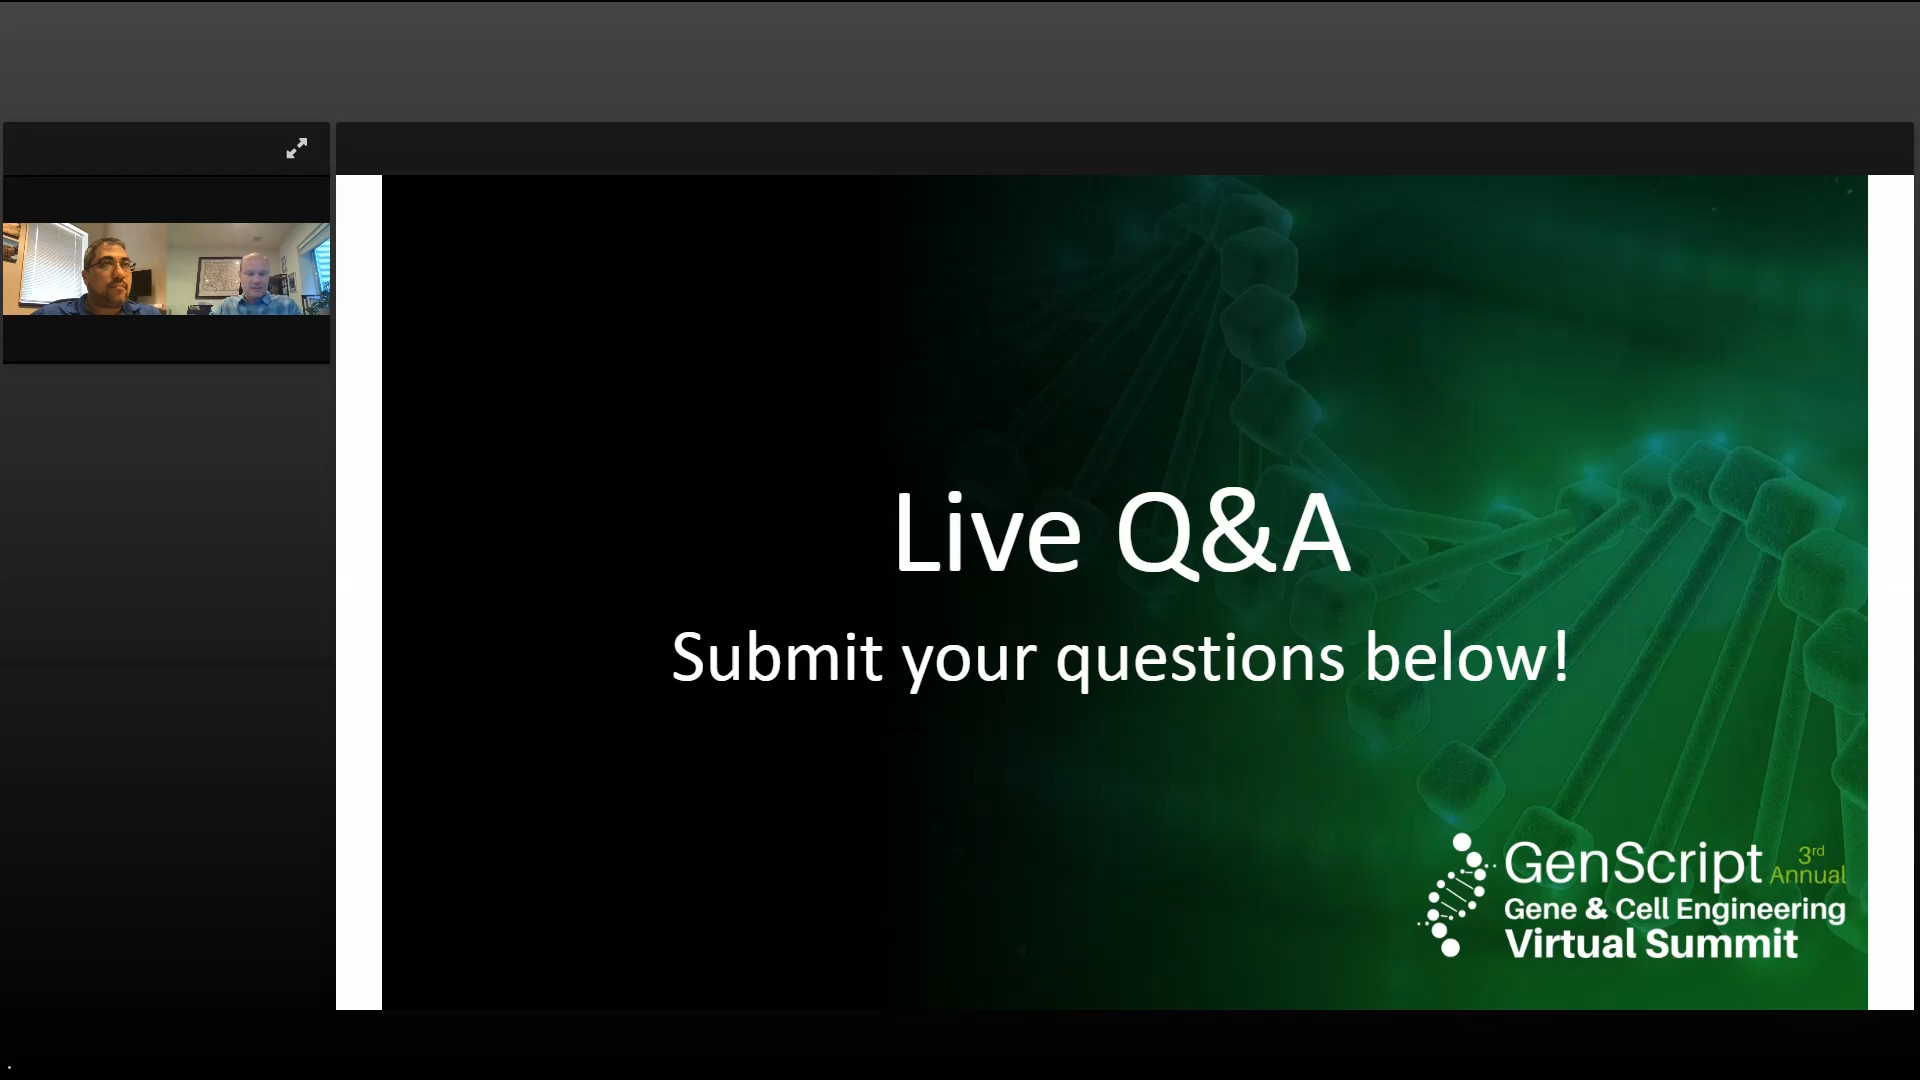 Live Q&A
Submit your questions below!
GenScript 3rd Annual
Gene & Cell Engineering
Virtual Summit